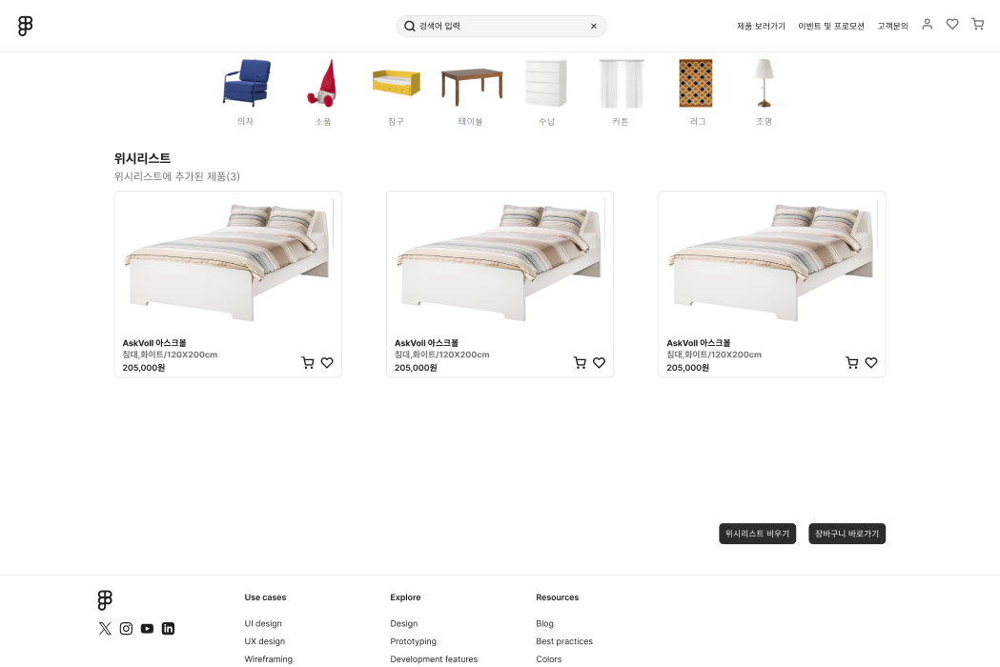 검색어 입력
제품 보러가기
이벤트 및 프로모션
고객문의
의자
소품
침구
테이블
수납
커튼
러그
조명
위시리스트
위시리스트에 추가된 제품(3)
AskVoll 아스크볼
침대,화이트/120X200cm
205,000원
AskVoll 아스크볼
침대,화이트/120X200cm
205,000원
AskVoll 아스크볼
침대,화이트/120X200cm
205,000원
위시리스트 비우기
장바구니 바로가기
Use cases
UI design
UX design
Wireframing
Explore
Design
Prototyping
Development features
Resources
Blog
Best practices
Colors